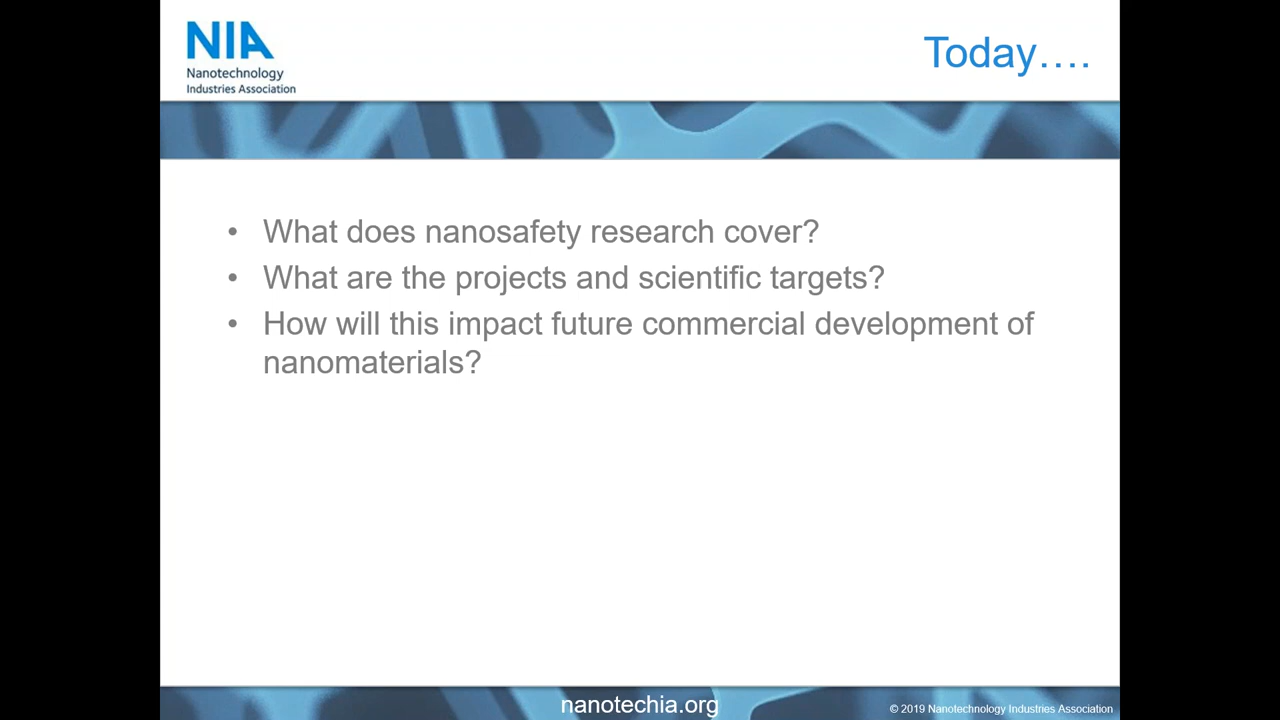 NIA
Nanotechnology
Industries Association
Today....
• What does nanosafety research cover?
• What are the projects and scientific targets?
• How will this impact future commercial development of
nanomaterials?
nanotechia.org
© 2019 Nanotechnology Industries Association